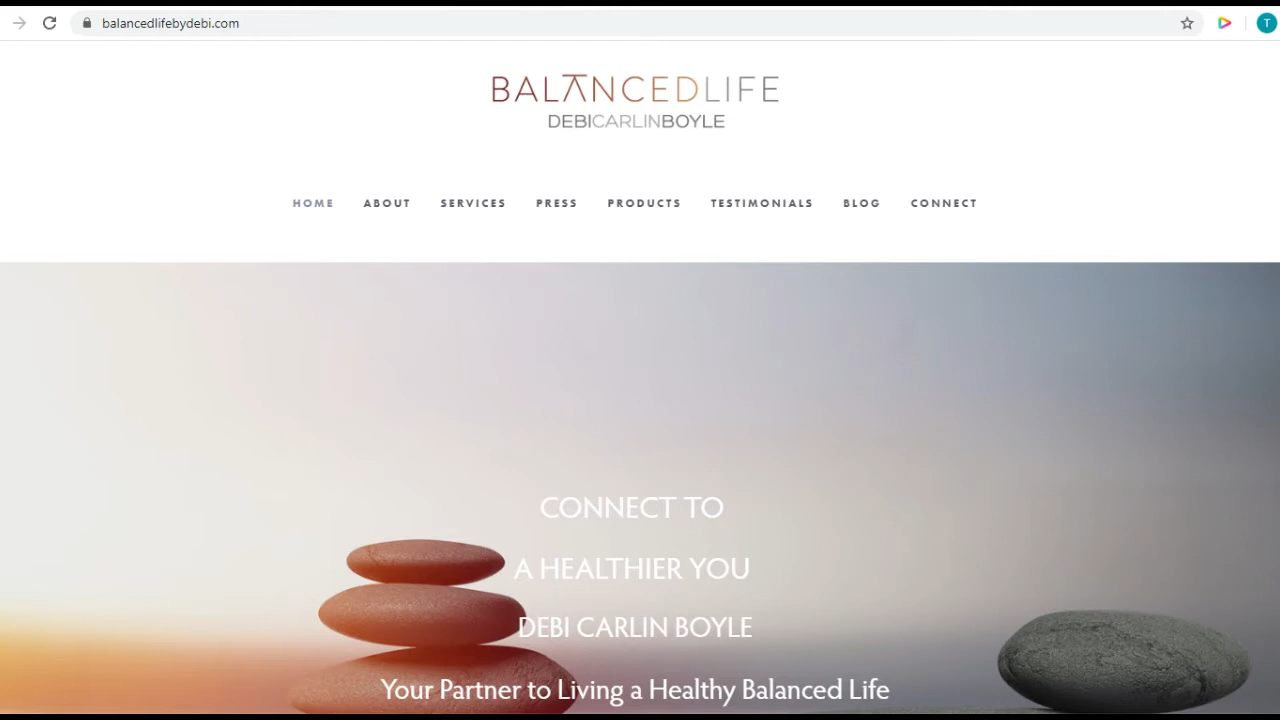 balancedlifebydebi.com
T
BALANCEDLIFE
DEBICARLINBOYLE
HOME ABOUT SERVICES PRESS PRODUCTS TESTIMONIALS BLOG CONNECT
CONNECT TO
A HEALTHIER YOU
DEBI CARLIN BOYLE
Your Partner to Living a Healthy Balanced Life